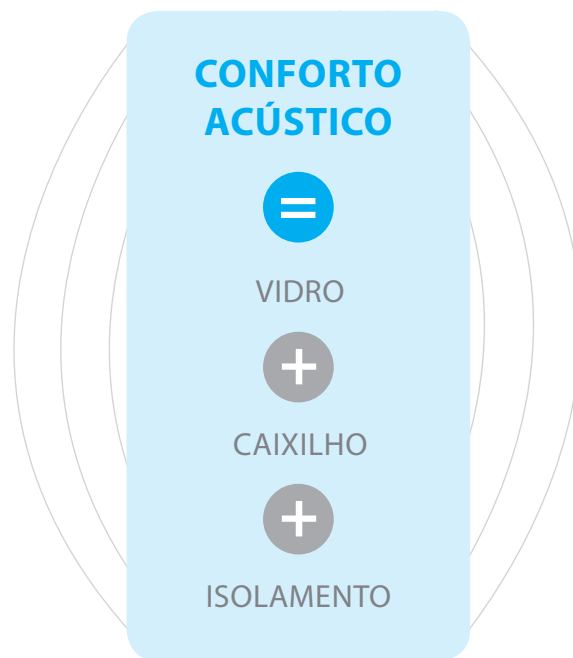 CONFORTO
ACÚSTICO
=
VIDRO
+
CAIXILHO
+
ISOLAMENTO